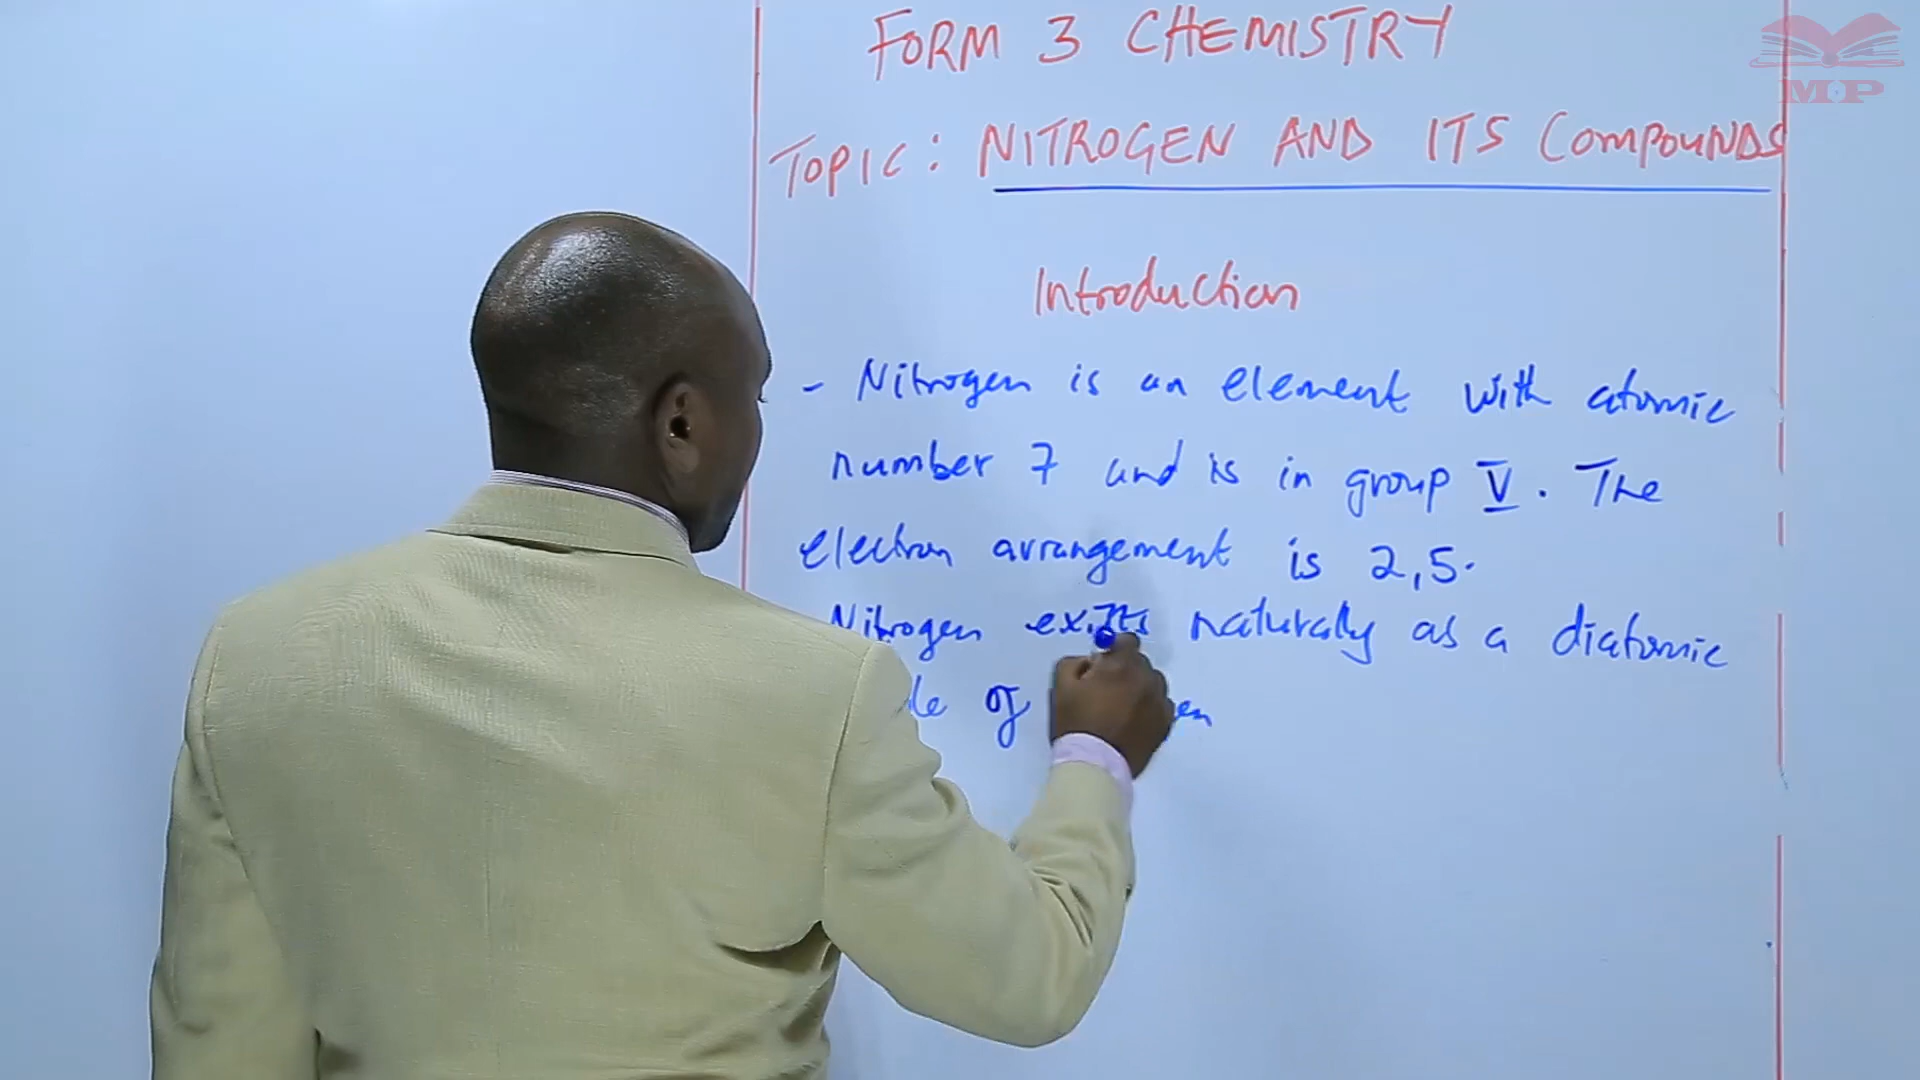 FORM 3 CHEMISTRY
M P
TOPIC: NITROGEN AND ITS COMPOUNDS
Introduction
- Nitrogen is an element with atomic
number 7 and is in group V. The
electron arrangement is 2,5.
Nitrogen exists naturally as a diatomic
of